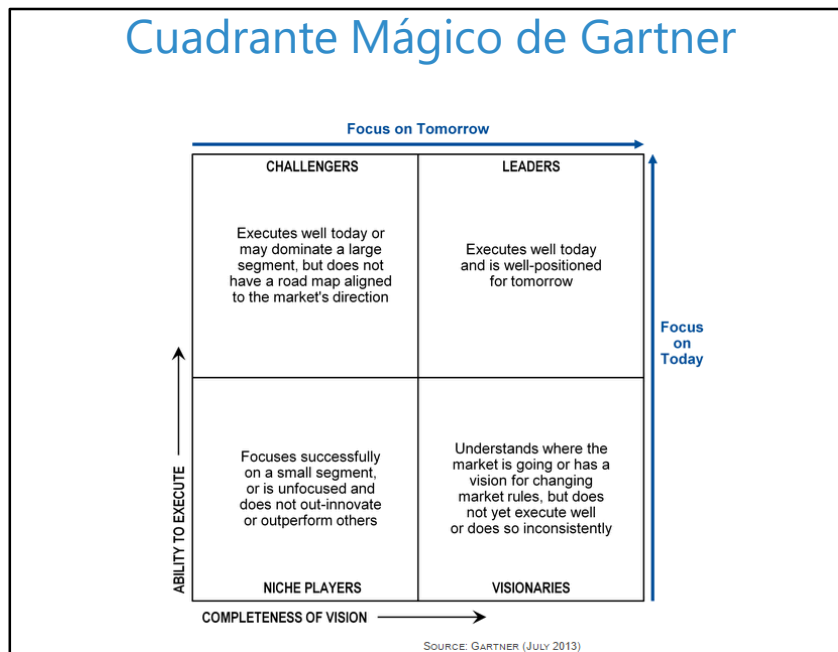 Cuadrante Mágico de Gartner
Focus on Tomorrow
CHALLENGERS
Executes well today or
may dominate a large
segment, but does not
have a road map aligned
to the market's direction
LEADERS
Executes well today
and is well-positioned
for tomorrow
Focus
on
Today
ABILITY TO EXECUTE
Focuses successfully
on a small segment,
or is unfocused and
does not out-innovate
or outperform others
NICHE PLAYERS
Understands where the
market is going or has a
vision for changing
market rules, but does
not yet execute well
or does so inconsistently
VISIONARIES
COMPLETENESS OF VISION
SOURCE: GARTNER (JULY 2013)